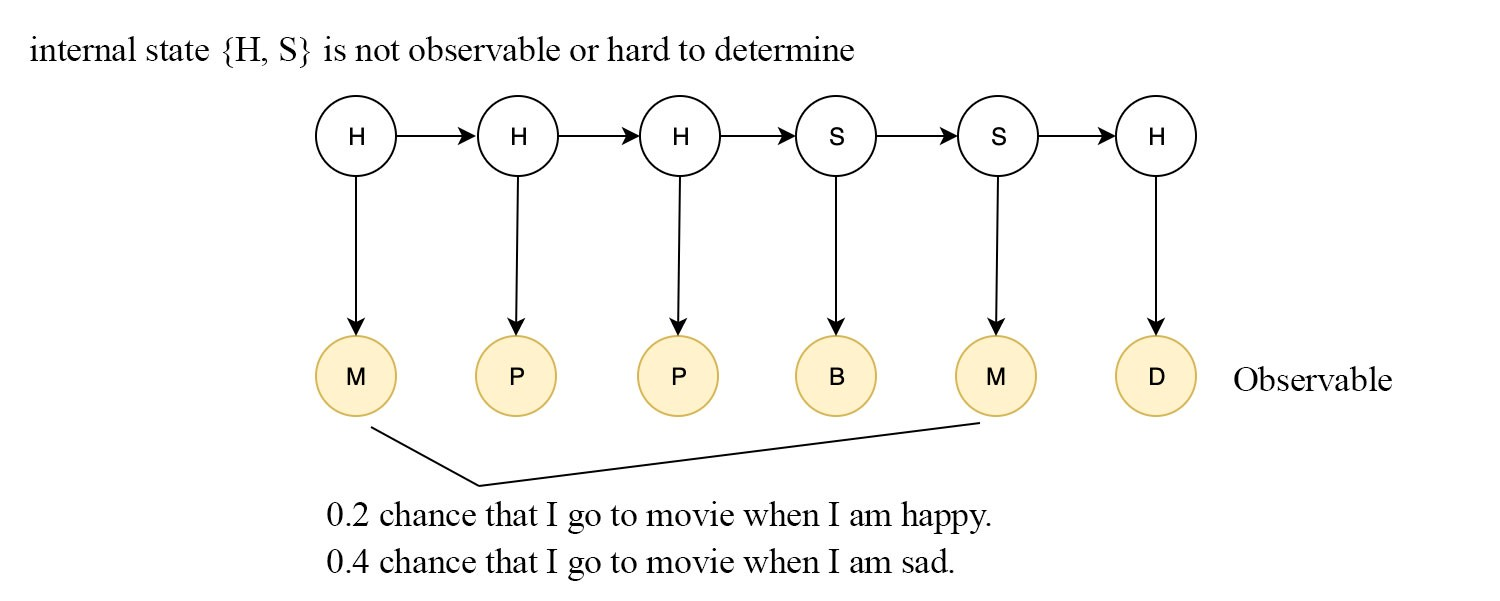 internal state {H, S} is not observable or hard to determine
H H H S S H
M P P B M D Observable
0.2 chance that I go to movie when I am happy.
0.4 chance that I go to movie when I am sad.